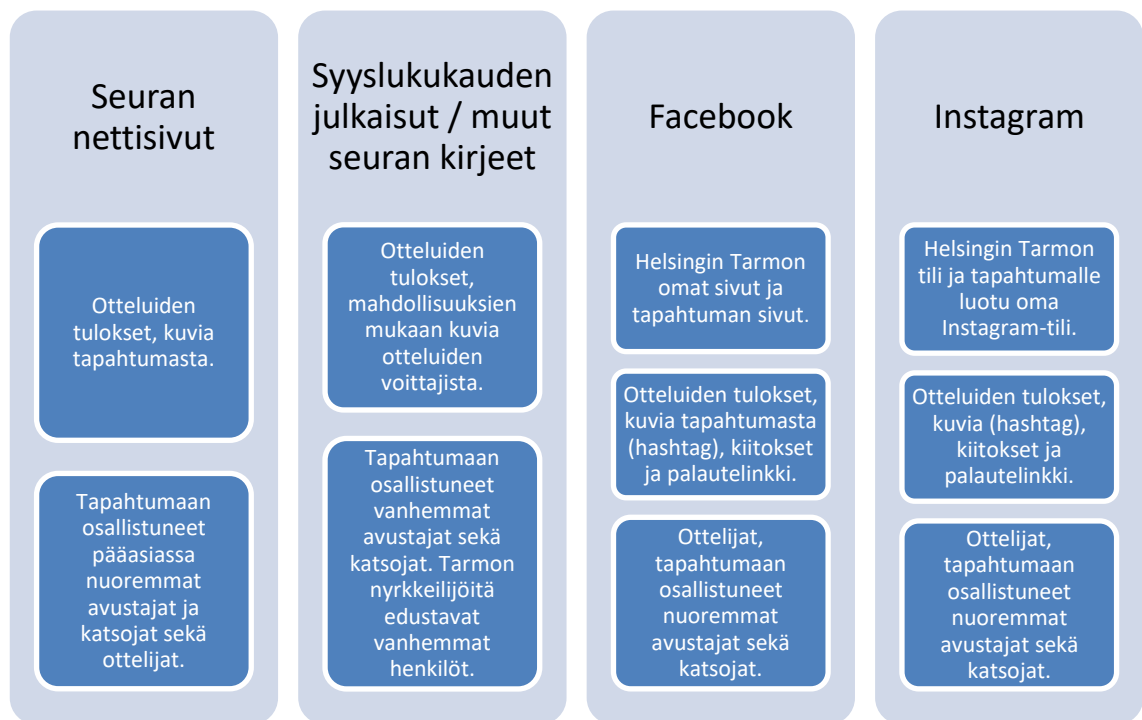 Seuran
nettisivut
Otteluiden
tulokset, kuvia
tapahtumasta.
Tapahtumaan
osallistuneet
pääasiassa
nuoremmat
avustajat ja
katsojat sekä
ottelijat.
Syyslukukauden
julkaisut / muut
seuran kirjeet
Otteluiden
tulokset,
mahdollisuuksien
mukaan kuvia
otteluiden
voittajista.
Tapahtumaan
osallistuneet
vanhemmat
avustajat sekä
katsojat. Tarmon
nyrkkeilijöitä
edustavat
vanhemmat
henkilöt.
Facebook
Helsingin Tarmon
omat sivut ja
tapahtuman sivut.
Otteluiden tulokset,
kuvia tapahtumasta
(hashtag), kiitokset
ja palautelinkki.
Ottelijat,
tapahtumaan
osallistuneet
nuoremmat
avustajat sekä
katsojat.
Instagram
Helsingin Tarmon
tili ja tapahtumalle
luotu oma
Instagram-tili.
Otteluiden tulokset,
kuvia (hashtag),
kiitokset ja
palautelinkki.
Ottelijat,
tapahtumaan
osallistuneet
nuoremmat
avustajat sekä
katsojat.